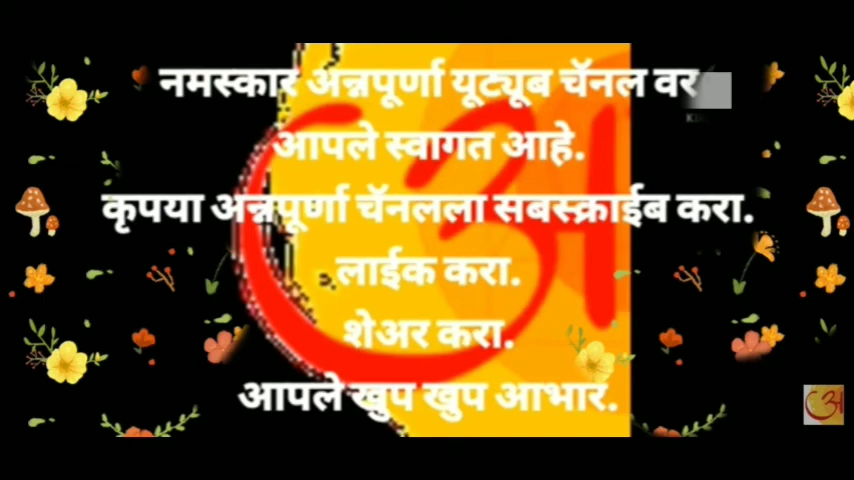 नमस्कार अन्नपूर्णा यूट्यूब चॅनल वर
आपले स्वागत आहे.
कृपया अन्नपूर्णा चॅनलला सबस्क्राईब करा.
लाईक करा.
शेअर करा.
आपले खुप खुप आभार.